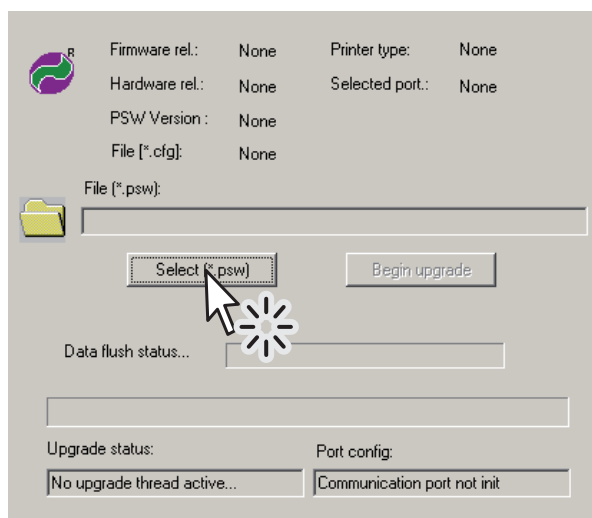 R
Firmware rel.: None Printer type: None
Hardware rel.: None Selected port.: None
PSW Version : None
File [*.cfg]: None
File (*.psw):
Select (*.psw) Begin upgrade
Data flush status...
Upgrade status: Port config:
No upgrade thread active... Communication port not init